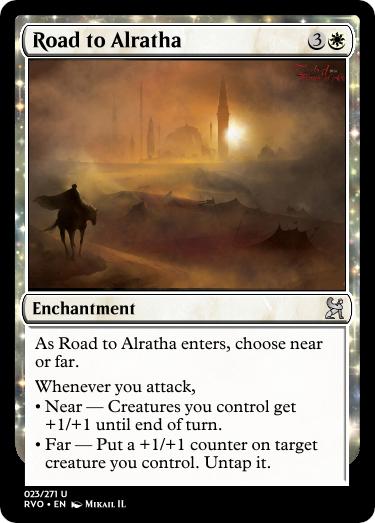 Road to Alratha 3
Enchantment
As Road to Alratha enters, choose near
or far.
Whenever you attack,
• Near — Creatures you control get
+1/+1 until end of turn.
• Far — Put a +1/+1 counter on target
creature you control. Untap it.
023/271 U
RVO • EN Mikail IL